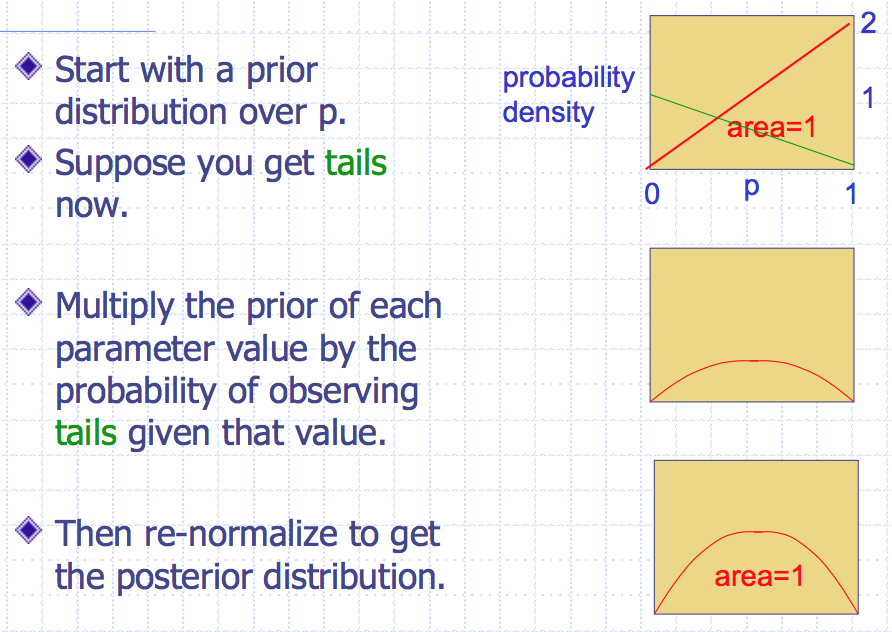 Start with a prior
distribution over p.
Suppose you get tails
now.
Multiply the prior of each
parameter value by the
probability of observing
tails given that value.
Then re-normalize to get
the posterior distribution.
probability
density
2
1
area=1
0
p
1
area=1